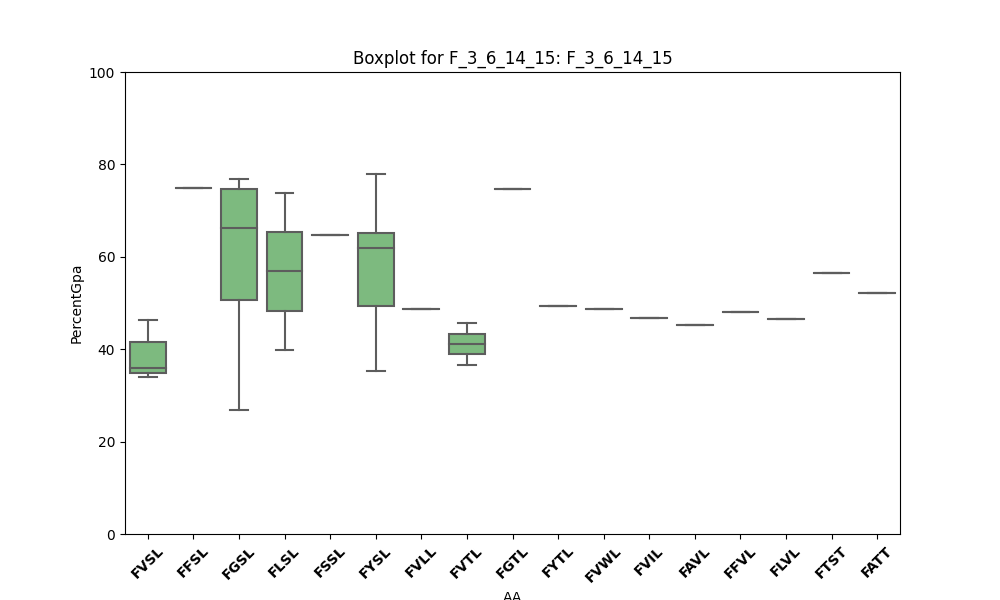 Boxplot for F_3_6_14_15: F_3_6_14_15
100
80
60
40
20
0
PercentGpa
FVSL FFSL FGSL FLSL FSSL FYSL FVLL FVTL FGTL FYTL FVWL FVIL FAVL FFVL FLVL FTST FATT
AA